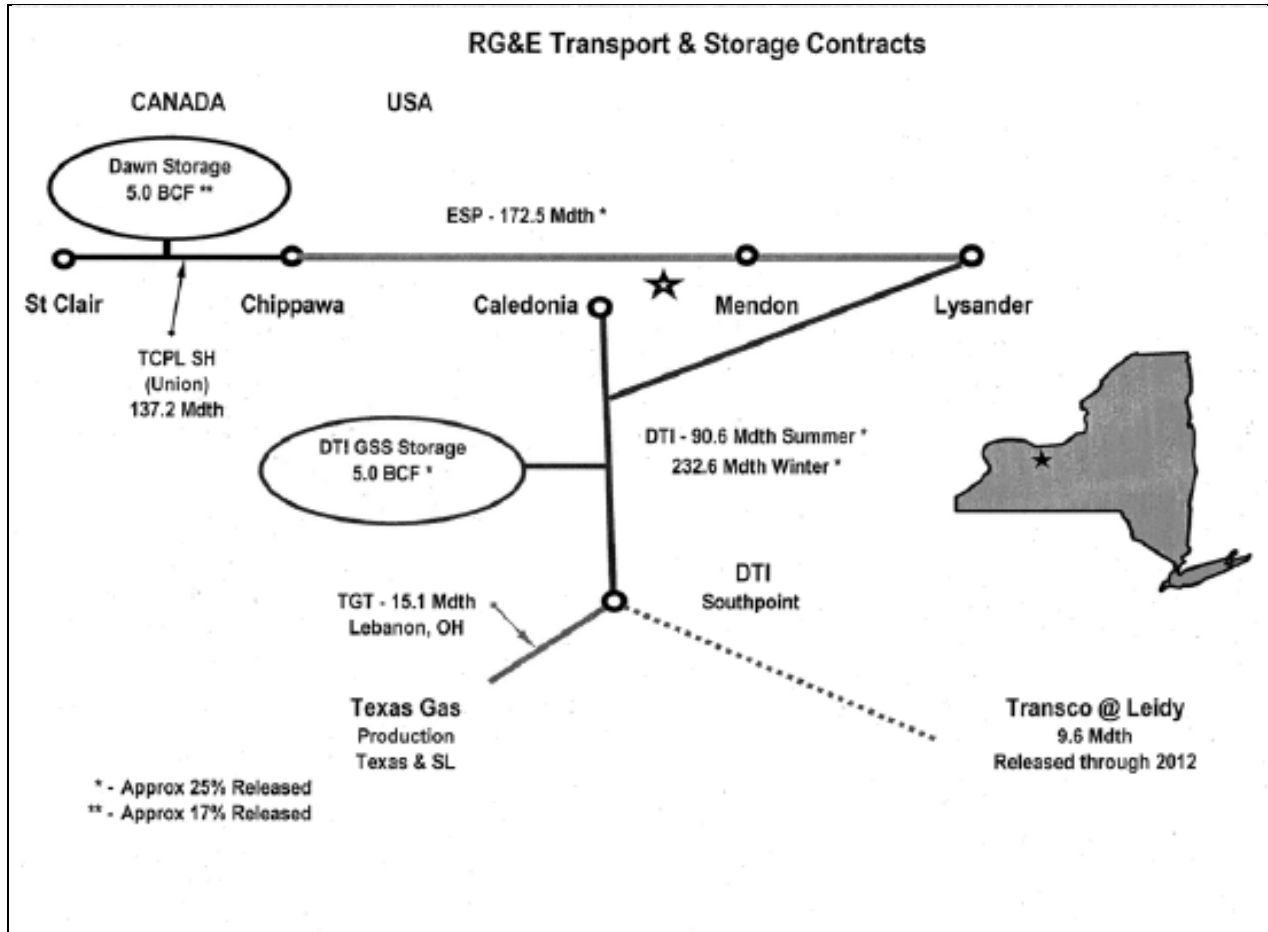 RG&E Transport & Storage Contracts
CANADA
USA
Dawn Storage
5.0 BCF **
ESP - 172.5 Mdth *
St Clair
Chippawa
Caledonia
Mendon
Lysander
TCPL SH
(Union)
137.2 Mdth
DTI GSS Storage
5.0 BCF *
DTI - 90.6 Mdth Summer *
232.6 Mdth Winter *
DTI
Southpoint
TGT - 15.1 Mdth
Lebanon, OH
Texas Gas
Production
Texas & SL
Transco @ Leidy
9.6 Mdth
Released through 2012
* - Approx 25% Released
** - Approx 17% Released